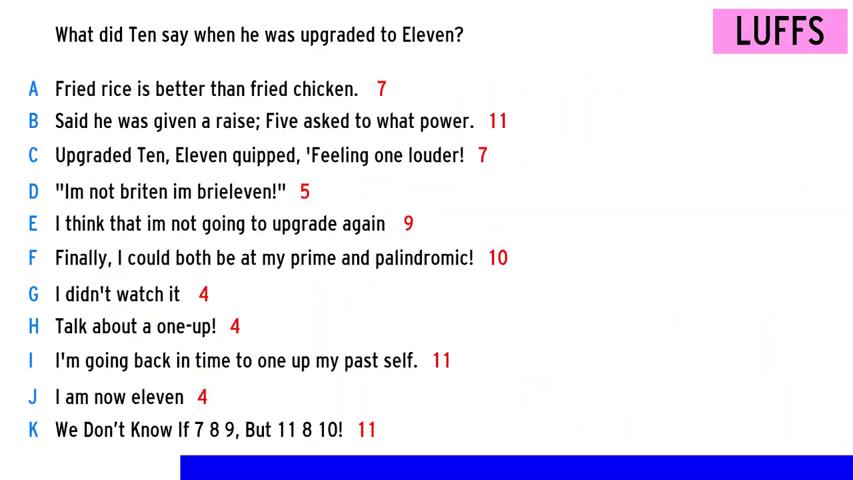 What did Ten say when he was upgraded to Eleven?
LUFFS
A Fried rice is better than fried chicken. 7
B Said he was given a raise; Five asked to what power. 11
C Upgraded Ten, Eleven quipped, 'Feeling one louder! 7
D "Im not briten im brieleven!" 5
E I think that im not going to upgrade again 9
F Finally, I could both be at my prime and palindromic! 10
G I didn't watch it 4
H Talk about a one-up! 4
I I'm going back in time to one up my past self. 11
J I am now eleven 4
K We Don’t Know If 7 8 9, But 11 8 10! 11